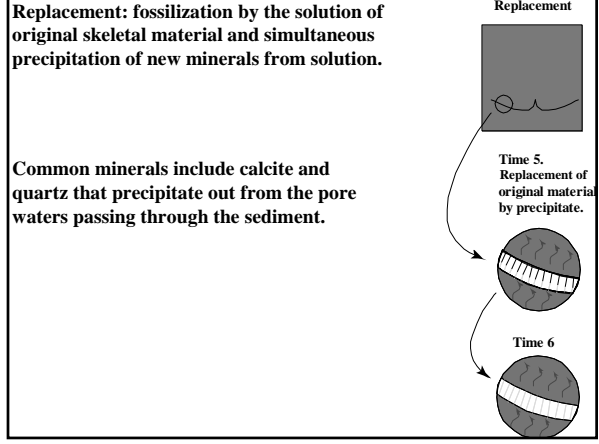 Replacement: fossilization by the solution of
original skeletal material and simultaneous
precipitation of new minerals from solution.
Common minerals include calcite and
quartz that precipitate out from the pore
waters passing through the sediment.
Replacement
Time 5.
Replacement of
original material
by precipitate.
Time 6